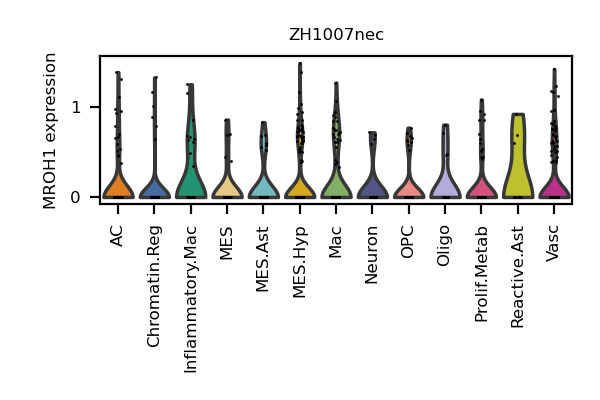 ZH1007nec
MROH1 expression
1
0
AC
Chromatin.Reg
Inflammatory.Mac
MES
MES.Ast
MES.Hyp
Mac
Neuron
OPC
Oligo
Prolif.Metab
Reactive.Ast
Vasc